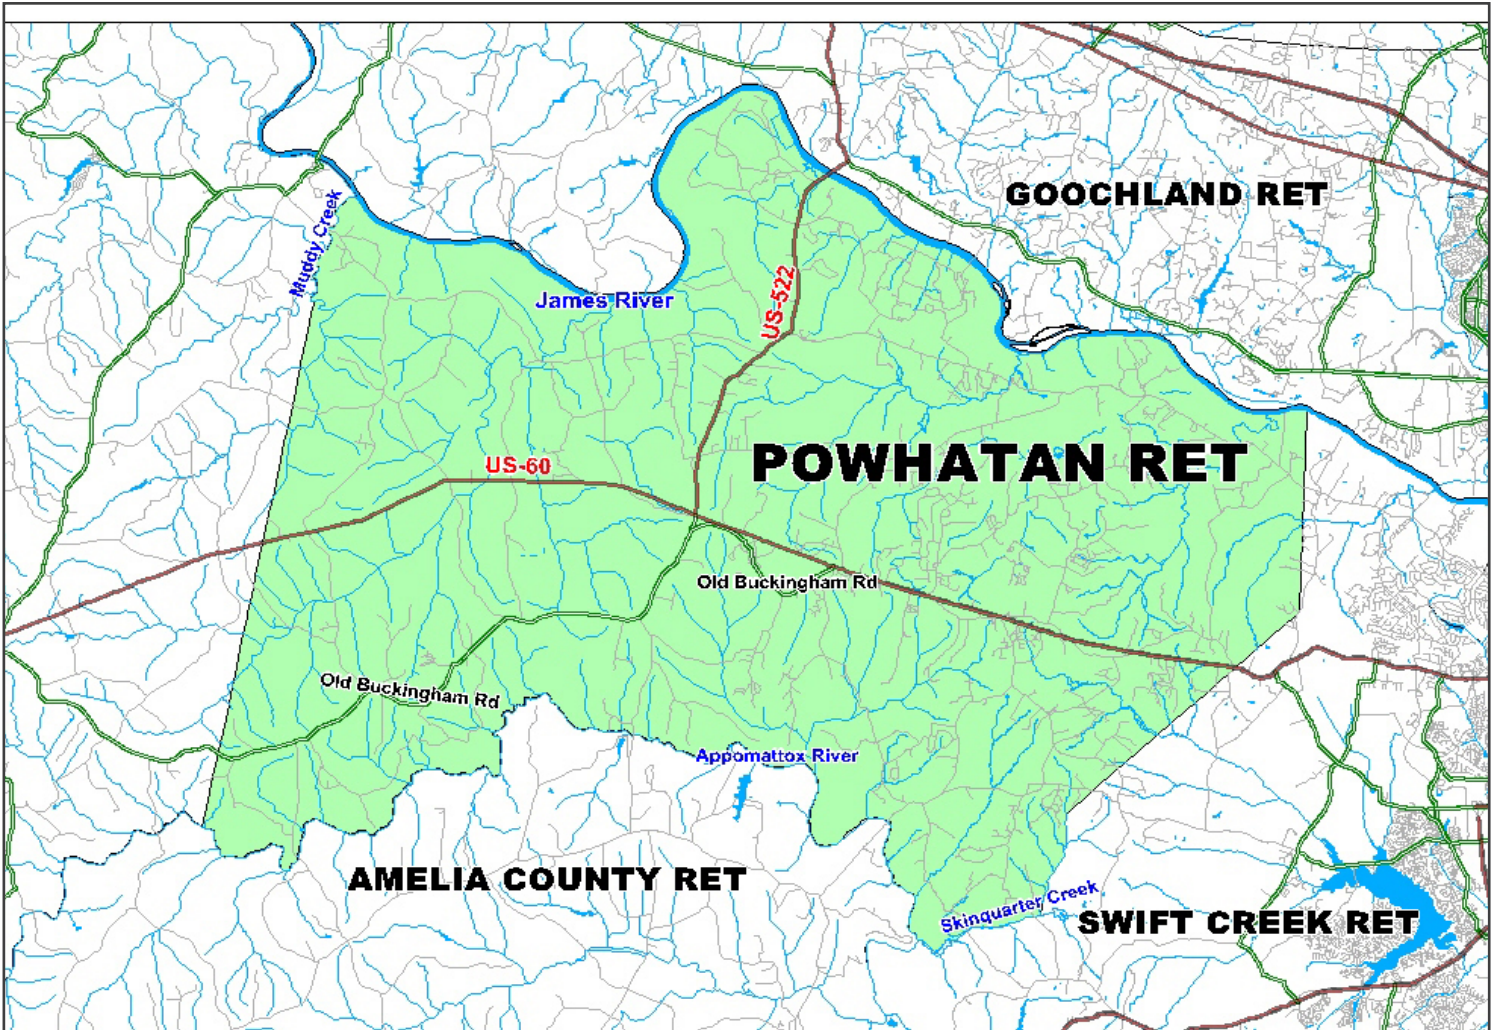 GOOCHLAND RET
Muddy Creek
James River
US-522
POWHATAN RET
US-60
Old Buckingham Rd
Old Buckingham Rd
Appomattox River
AMELIA COUNTY RET
Skinquarter Creek
SWIFT CREEK RET